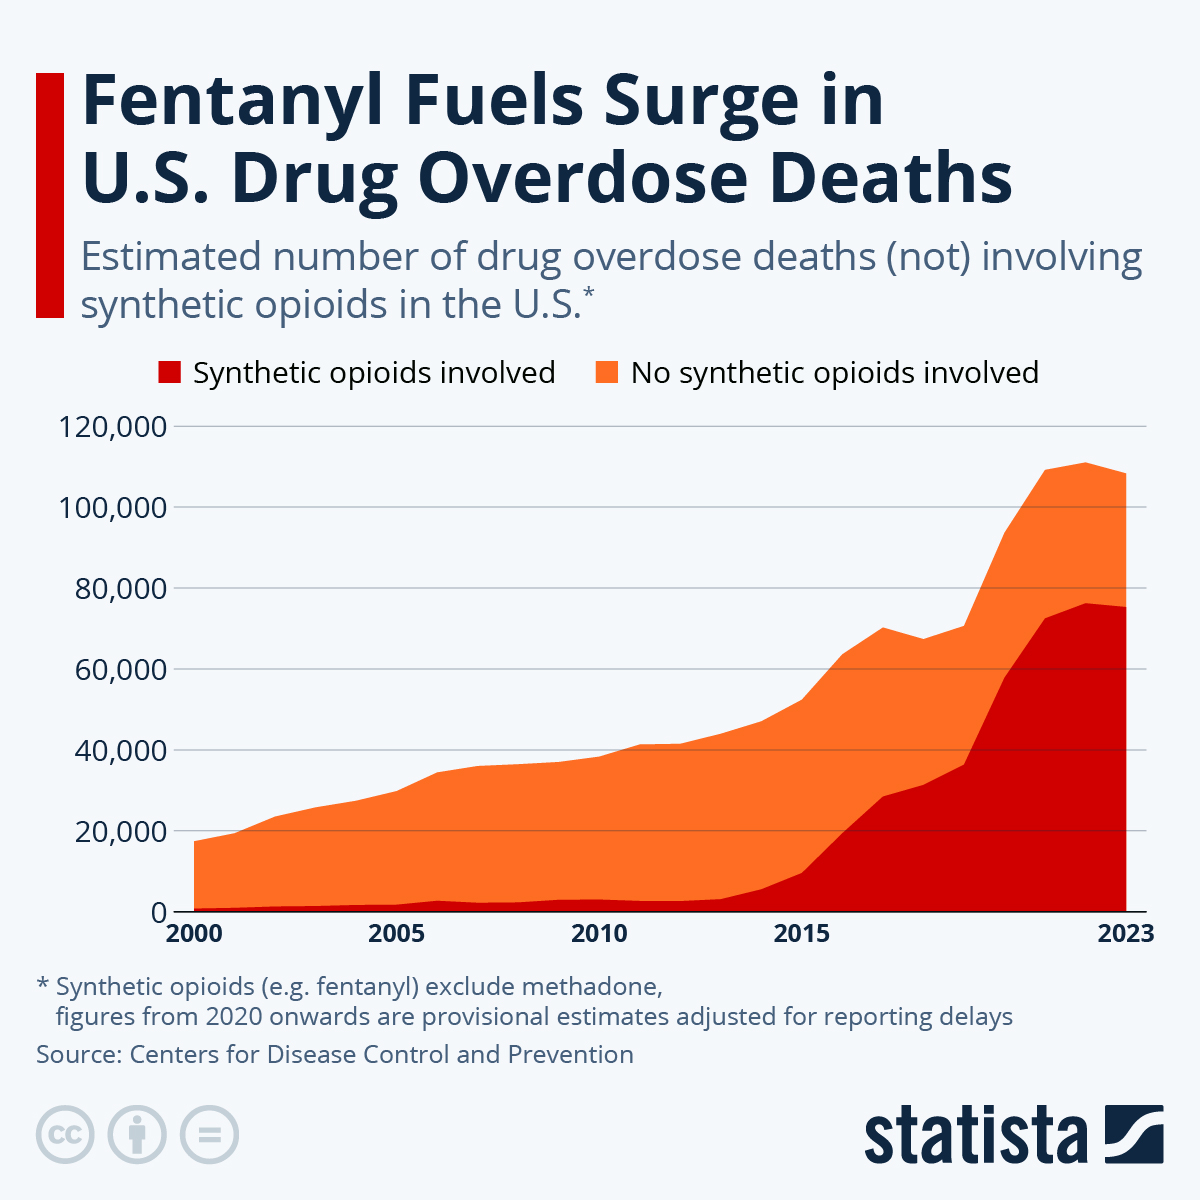 Fentanyl Fuels Surge in
U.S. Drug Overdose Deaths
Estimated number of drug overdose deaths (not) involving
synthetic opioids in the U.S.*
Synthetic opioids involved No synthetic opioids involved
120,000
100,000
80,000
60,000
40,000
20,000
0
2000 2005 2010 2015 2023
* Synthetic opioids (e.g. fentanyl) exclude methadone,
figures from 2020 onwards are provisional estimates adjusted for reporting delays
Source: Centers for Disease Control and Prevention
cc
statista